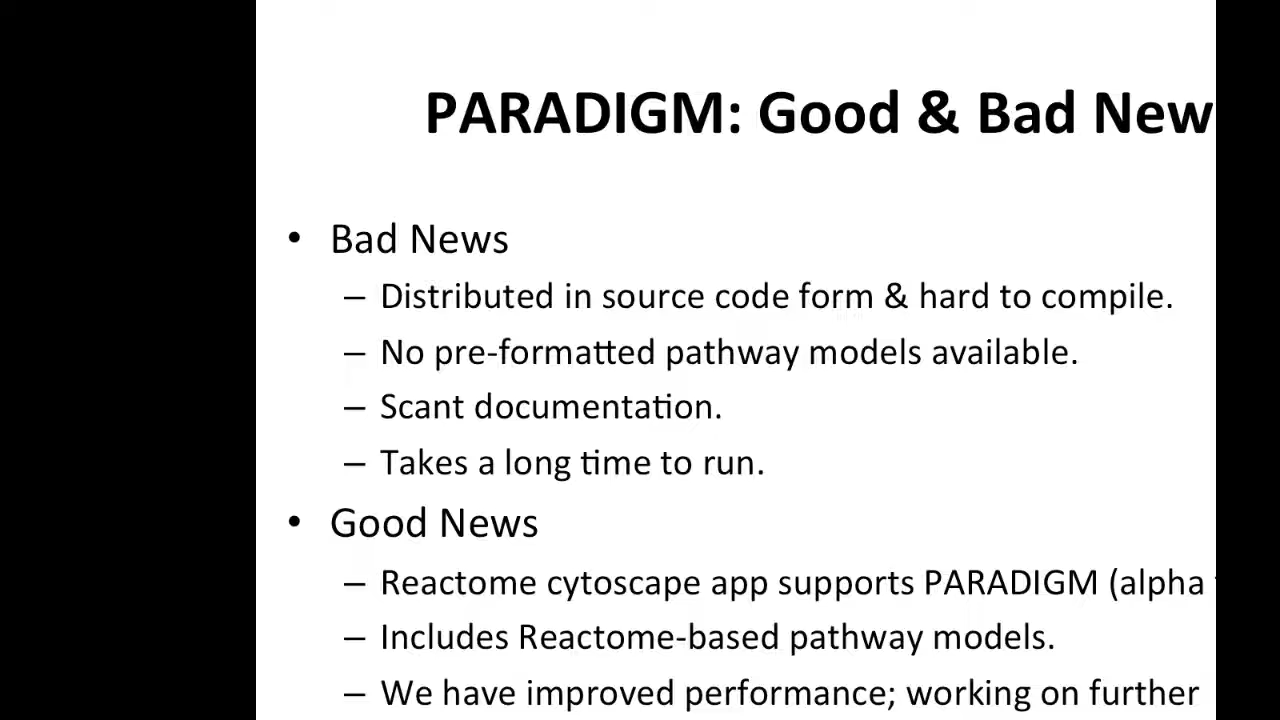 PARADIGM: Good & Bad New
• Bad News
– Distributed in source code form & hard to compile.
– No pre-formatted pathway models available.
– Scant documentation.
– Takes a long time to run.
• Good News
– Reactome cytoscape app supports PARADIGM (alpha
– Includes Reactome-based pathway models.
– We have improved performance; working on further